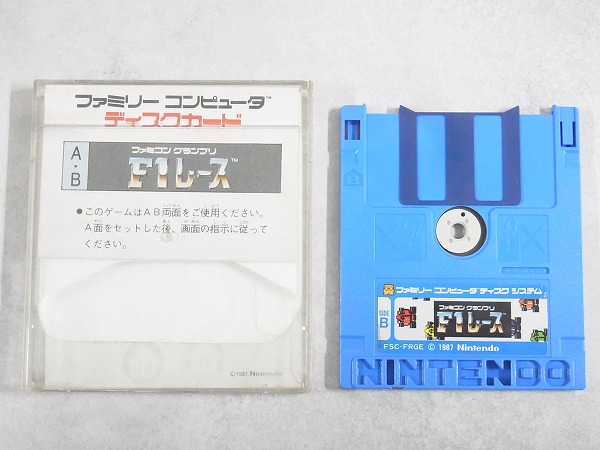 ファミリー コンピュータ™
ディスクカード
A・B
ファミコン グランプリ
F1レース™
●このゲームはAB両面をご使用ください。
A面をセットした後、画面の指示に従って
ください。
©1987 Nintendo
ファミリー コンピュータ ディスク システム
SIDE
B
ファミコン グランプリ
F1レース
FSC-FRGE © 1987 Nintendo
NINTENDO